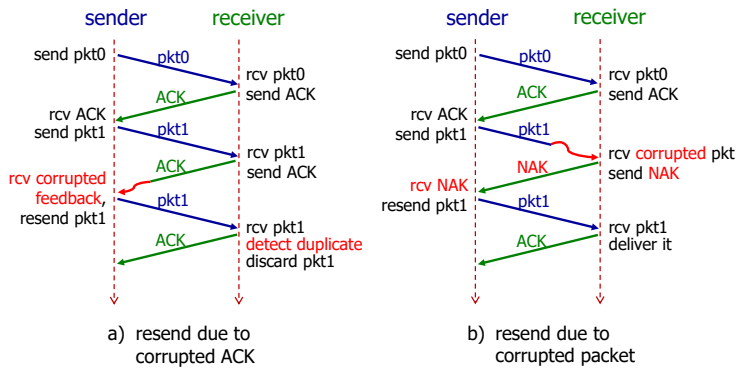 sender
receiver
send pkt0
pkt0
rcv pkt0
send ACK
ACK
rcv ACK
send pkt1
pkt1
rcv pkt1
send ACK
ACK
rcv corrupted
feedback,
resend pkt1
pkt1
rcv pkt1
detect duplicate
discard pkt1
ACK
a) resend due to
corrupted ACK
sender
receiver
send pkt0
pkt0
rcv pkt0
send ACK
ACK
rcv ACK
send pkt1
pkt1
rcv corrupted pkt
send NAK
NAK
rcv NAK
resend pkt1
pkt1
rcv pkt1
deliver it
ACK
b) resend due to
corrupted packet